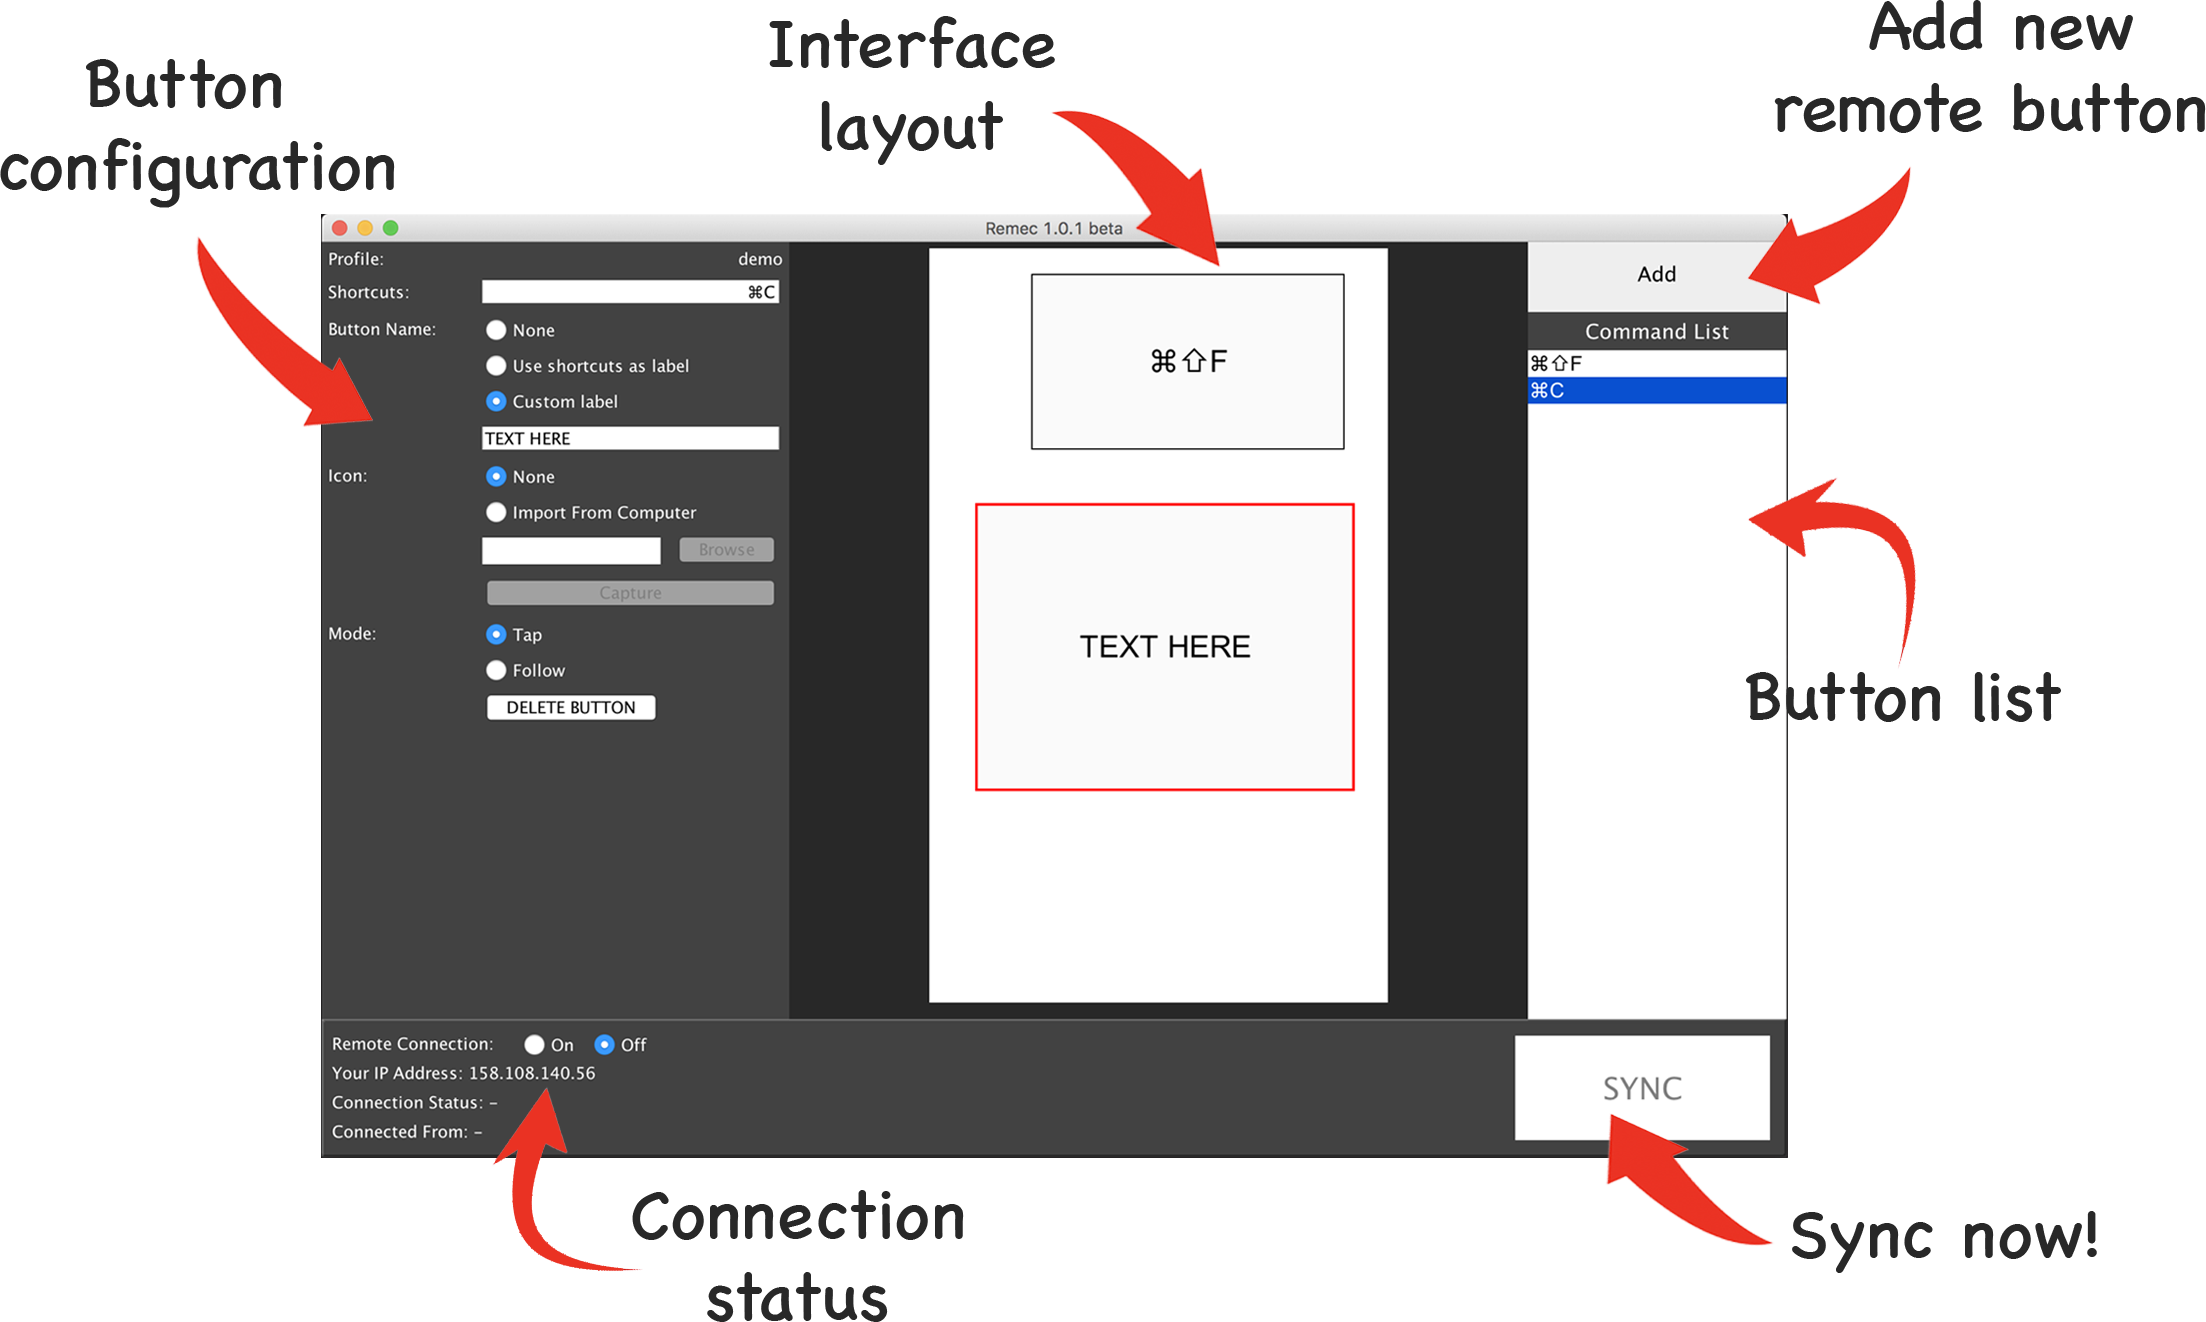 Interface
layout
Add new
remote button
Button
configuration
Remec 1.0.1 beta
Profile: demo
Shortcuts: ⌘C
Button Name: None
Use shortcuts as label
Custom label
TEXT HERE
Icon: None
Import From Computer
Browse
Capture
Mode: Tap
Follow
DELETE BUTTON
⌘⇧F
TEXT HERE
Add
Command List
⌘⇧F
⌘C
Button list
Remote Connection: On Off
Your IP Address: 158.108.140.56
Connection Status: –
Connected From: –
SYNC
Connection
status
Sync now!